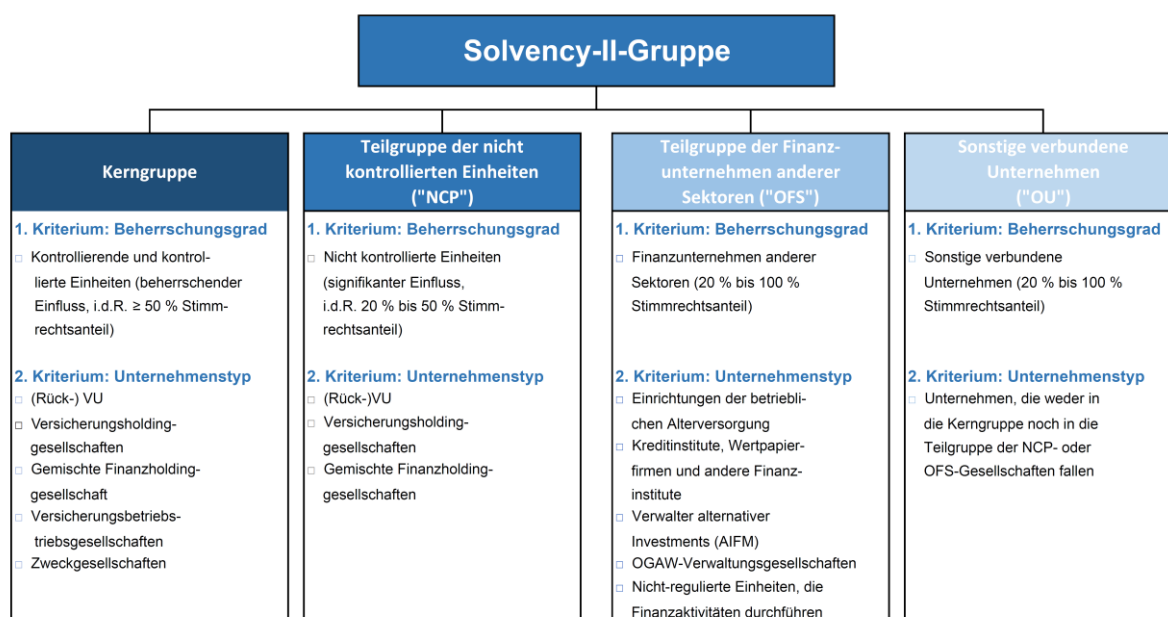 Solvency-II-Gruppe
Kerngruppe
1. Kriterium: Beherrschungsgrad
Kontrollierende und kontrol-
lierte Einheiten (beherrschender
Einfluss, i.d.R. ≥ 50 % Stimm-
rechtsanteil)
2. Kriterium: Unternehmenstyp
(Rück-) VU
Versicherungsholding-
gesellschaften
Gemischte Finanzholding-
gesellschaft
Versicherungsbetriebs-
triebsgesellschaften
Zweckgesellschaften
Teilgruppe der nicht
kontrollierten Einheiten
("NCP")
1. Kriterium: Beherrschungsgrad
Nicht kontrollierte Einheiten
(signifikanter Einfluss,
i.d.R. 20 % bis 50 % Stimm-
rechtsanteil)
2. Kriterium: Unternehmenstyp
(Rück-)VU
Versicherungsholding-
gesellschaften
Gemischte Finanzholding-
gesellschaften
Teilgruppe der Finanz-
unternehmen anderer
Sektoren ("OFS")
1. Kriterium: Beherrschungsgrad
Finanzunternehmen anderer
Sektoren (20 % bis 100 %
Stimmrechtsanteil)
2. Kriterium: Unternehmenstyp
Einrichtungen der betriebli-
chen Alterversorgung
Kreditinstitute, Wertpapier-
firmen und andere Finanz-
institute
Verwalter alternativer
Investments (AIFM)
OGAW-Verwaltungsgesellschaften
Nicht-regulierte Einheiten, die
Finanzaktivitäten durchführen
Sonstige verbundene
Unternehmen
("OU")
1. Kriterium: Beherrschungsgrad
Sonstige verbundene
Unternehmen (20 % bis 100 %
Stimmrechtsanteil)
2. Kriterium: Unternehmenstyp
Unternehmen, die weder in
die Kerngruppe noch in die
Teilgruppe der NCP- oder
OFS-Gesellschaften fallen